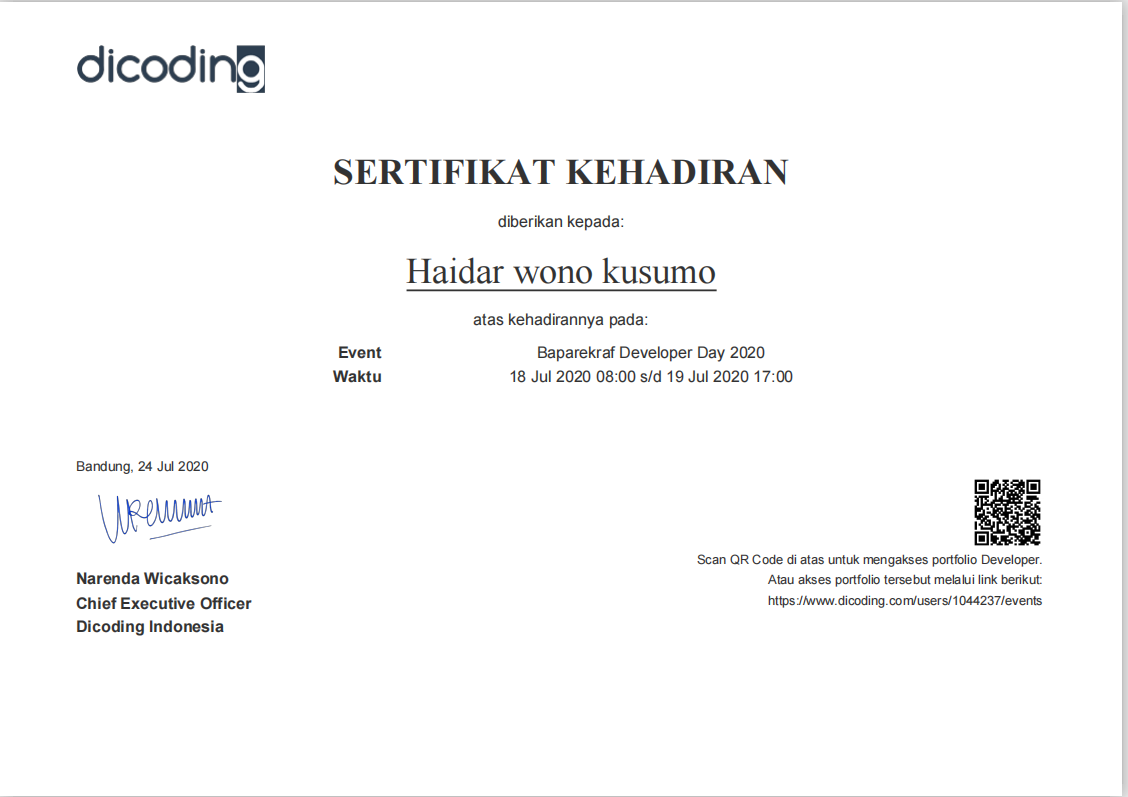 dicoding
SERTIFIKAT KEHADIRAN
diberikan kepada:
Haidar wono kusumo
atas kehadirannya pada:
Event Baparekraf Developer Day 2020
Waktu 18 Jul 2020 08:00 s/d 19 Jul 2020 17:00
Bandung, 24 Jul 2020
Narenda Wicaksono
Chief Executive Officer
Dicoding Indonesia
Scan QR Code di atas untuk mengakses portfolio Developer.
Atau akses portfolio tersebut melalui link berikut:
https://www.dicoding.com/users/1044237/events